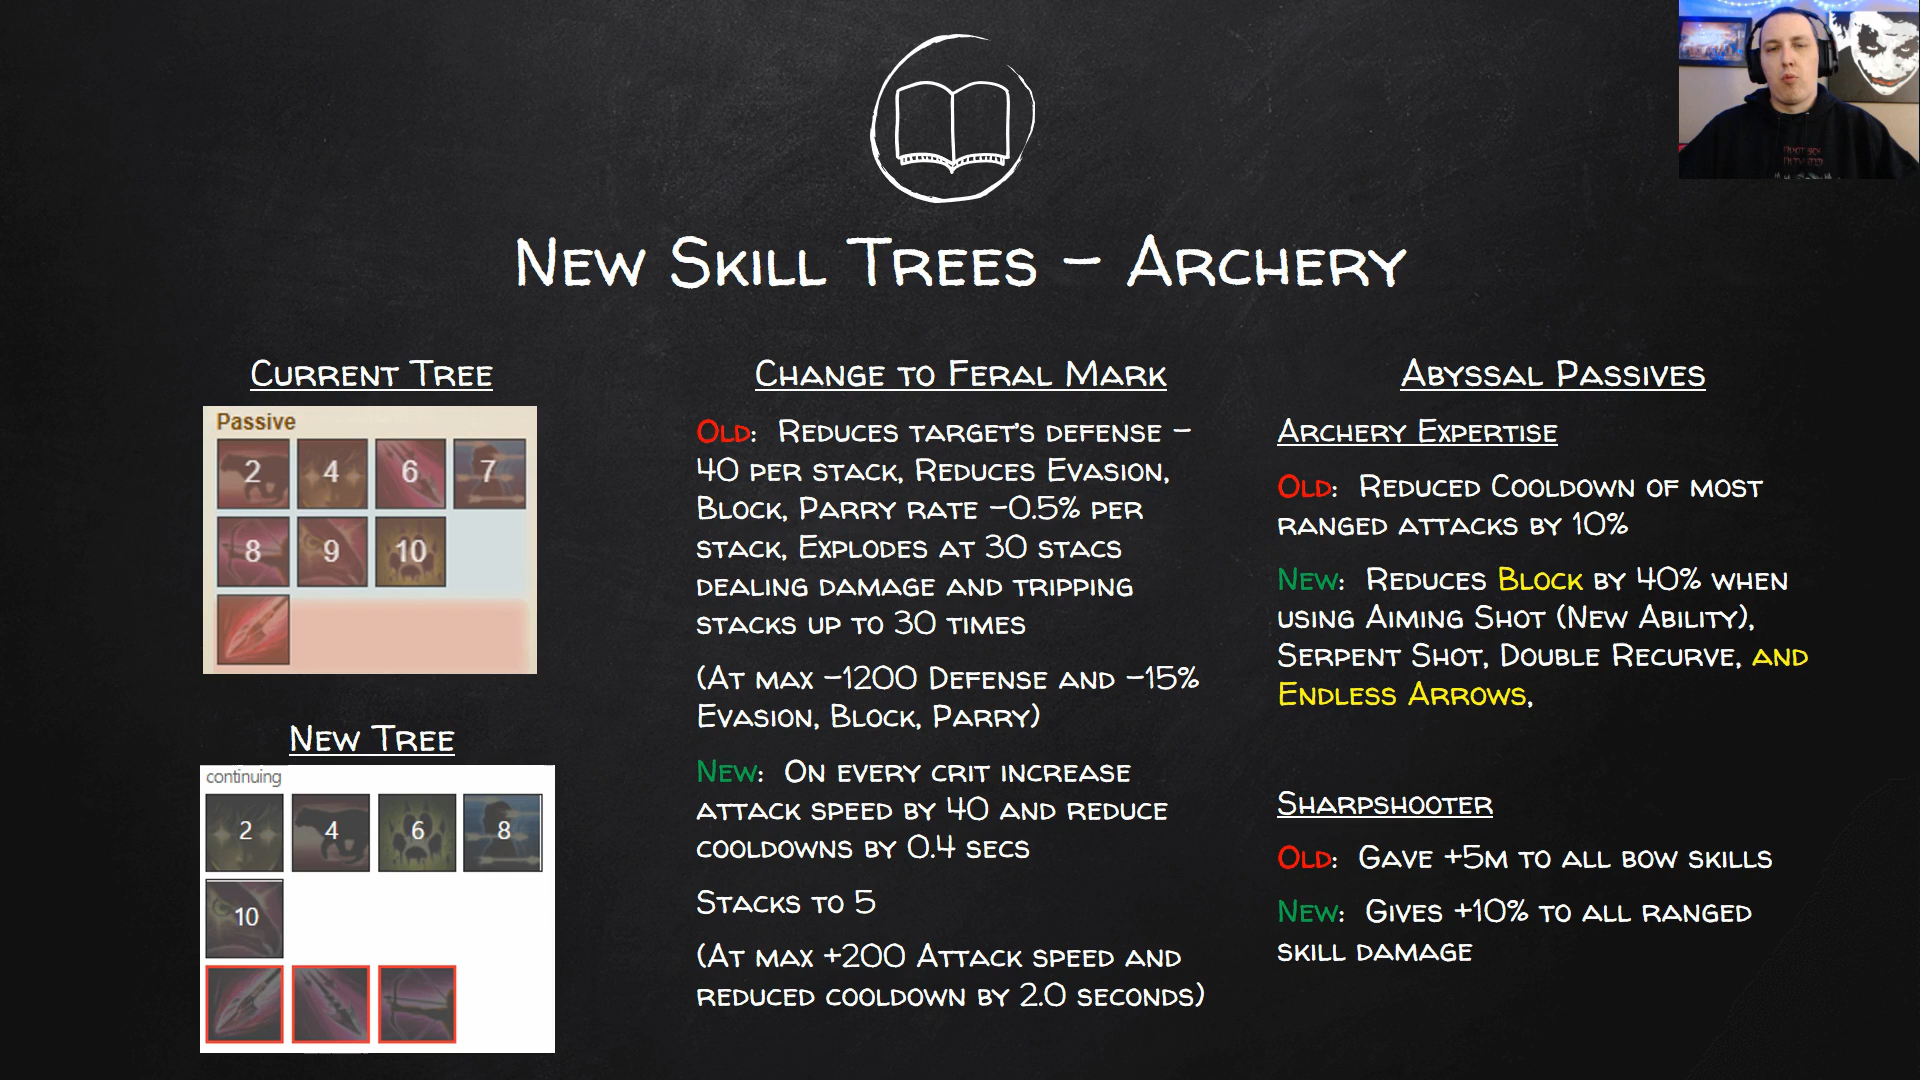 New Skill Trees – Archery
Current Tree
Passive
2 4 6 7
8 9 10
New Tree
continuing
2 4 6 8
10
Change to Feral Mark
Old: Reduces target's defense –
40 per stack, Reduces Evasion,
Block, Parry rate –0.5% per
stack, Explodes at 30 stacs
dealing damage and tripping
stacks up to 30 times
(At max –1200 Defense and –15%
Evasion, Block, Parry)
New: On every crit increase
attack speed by 40 and reduce
cooldowns by 0.4 secs
Stacks to 5
(At max +200 Attack speed and
reduced cooldown by 2.0 seconds)
Abyssal Passives
Archery Expertise
Old: Reduced Cooldown of most
ranged attacks by 10%
New: Reduces Block by 40% when
using Aiming Shot (New Ability),
Serpent Shot, Double Recurve, and
Endless Arrows,
Sharpshooter
Old: Gave +5m to all bow skills
New: Gives +10% to all ranged
skill damage